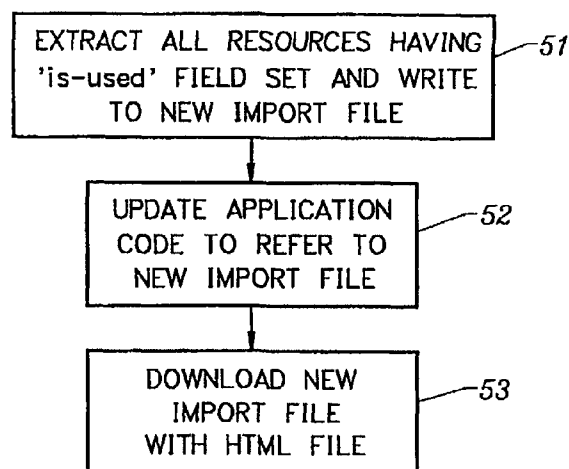 EXTRACT ALL RESOURCES HAVING
'is-used' FIELD SET AND WRITE
TO NEW IMPORT FILE
51
UPDATE APPLICATION
CODE TO REFER TO
NEW IMPORT FILE
52
DOWNLOAD NEW
IMPORT FILE
WITH HTML FILE
53